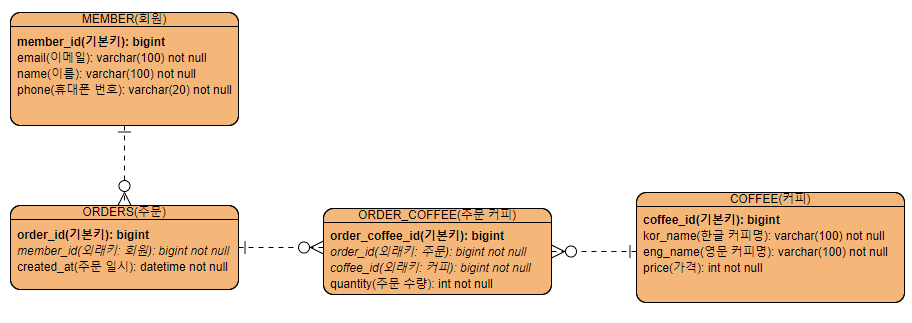 MEMBER(회원)
member_id(기본키): bigint
email(이메일): varchar(100) not null
name(이름): varchar(100) not null
phone(휴대폰 번호): varchar(20) not null
ORDERS(주문)
order_id(기본키): bigint
member_id(외래키: 회원): bigint not null
created_at(주문 일시): datetime not null
ORDER_COFFEE(주문 커피)
order_coffee_id(기본키): bigint
order_id(외래키: 주문): bigint not null
coffee_id(외래키: 커피): bigint not null
quantity(주문 수량): int not null
COFFEE(커피)
coffee_id(기본키): bigint
kor_name(한글 커피명): varchar(100) not null
eng_name(영문 커피명): varchar(100) not null
price(가격): int not null